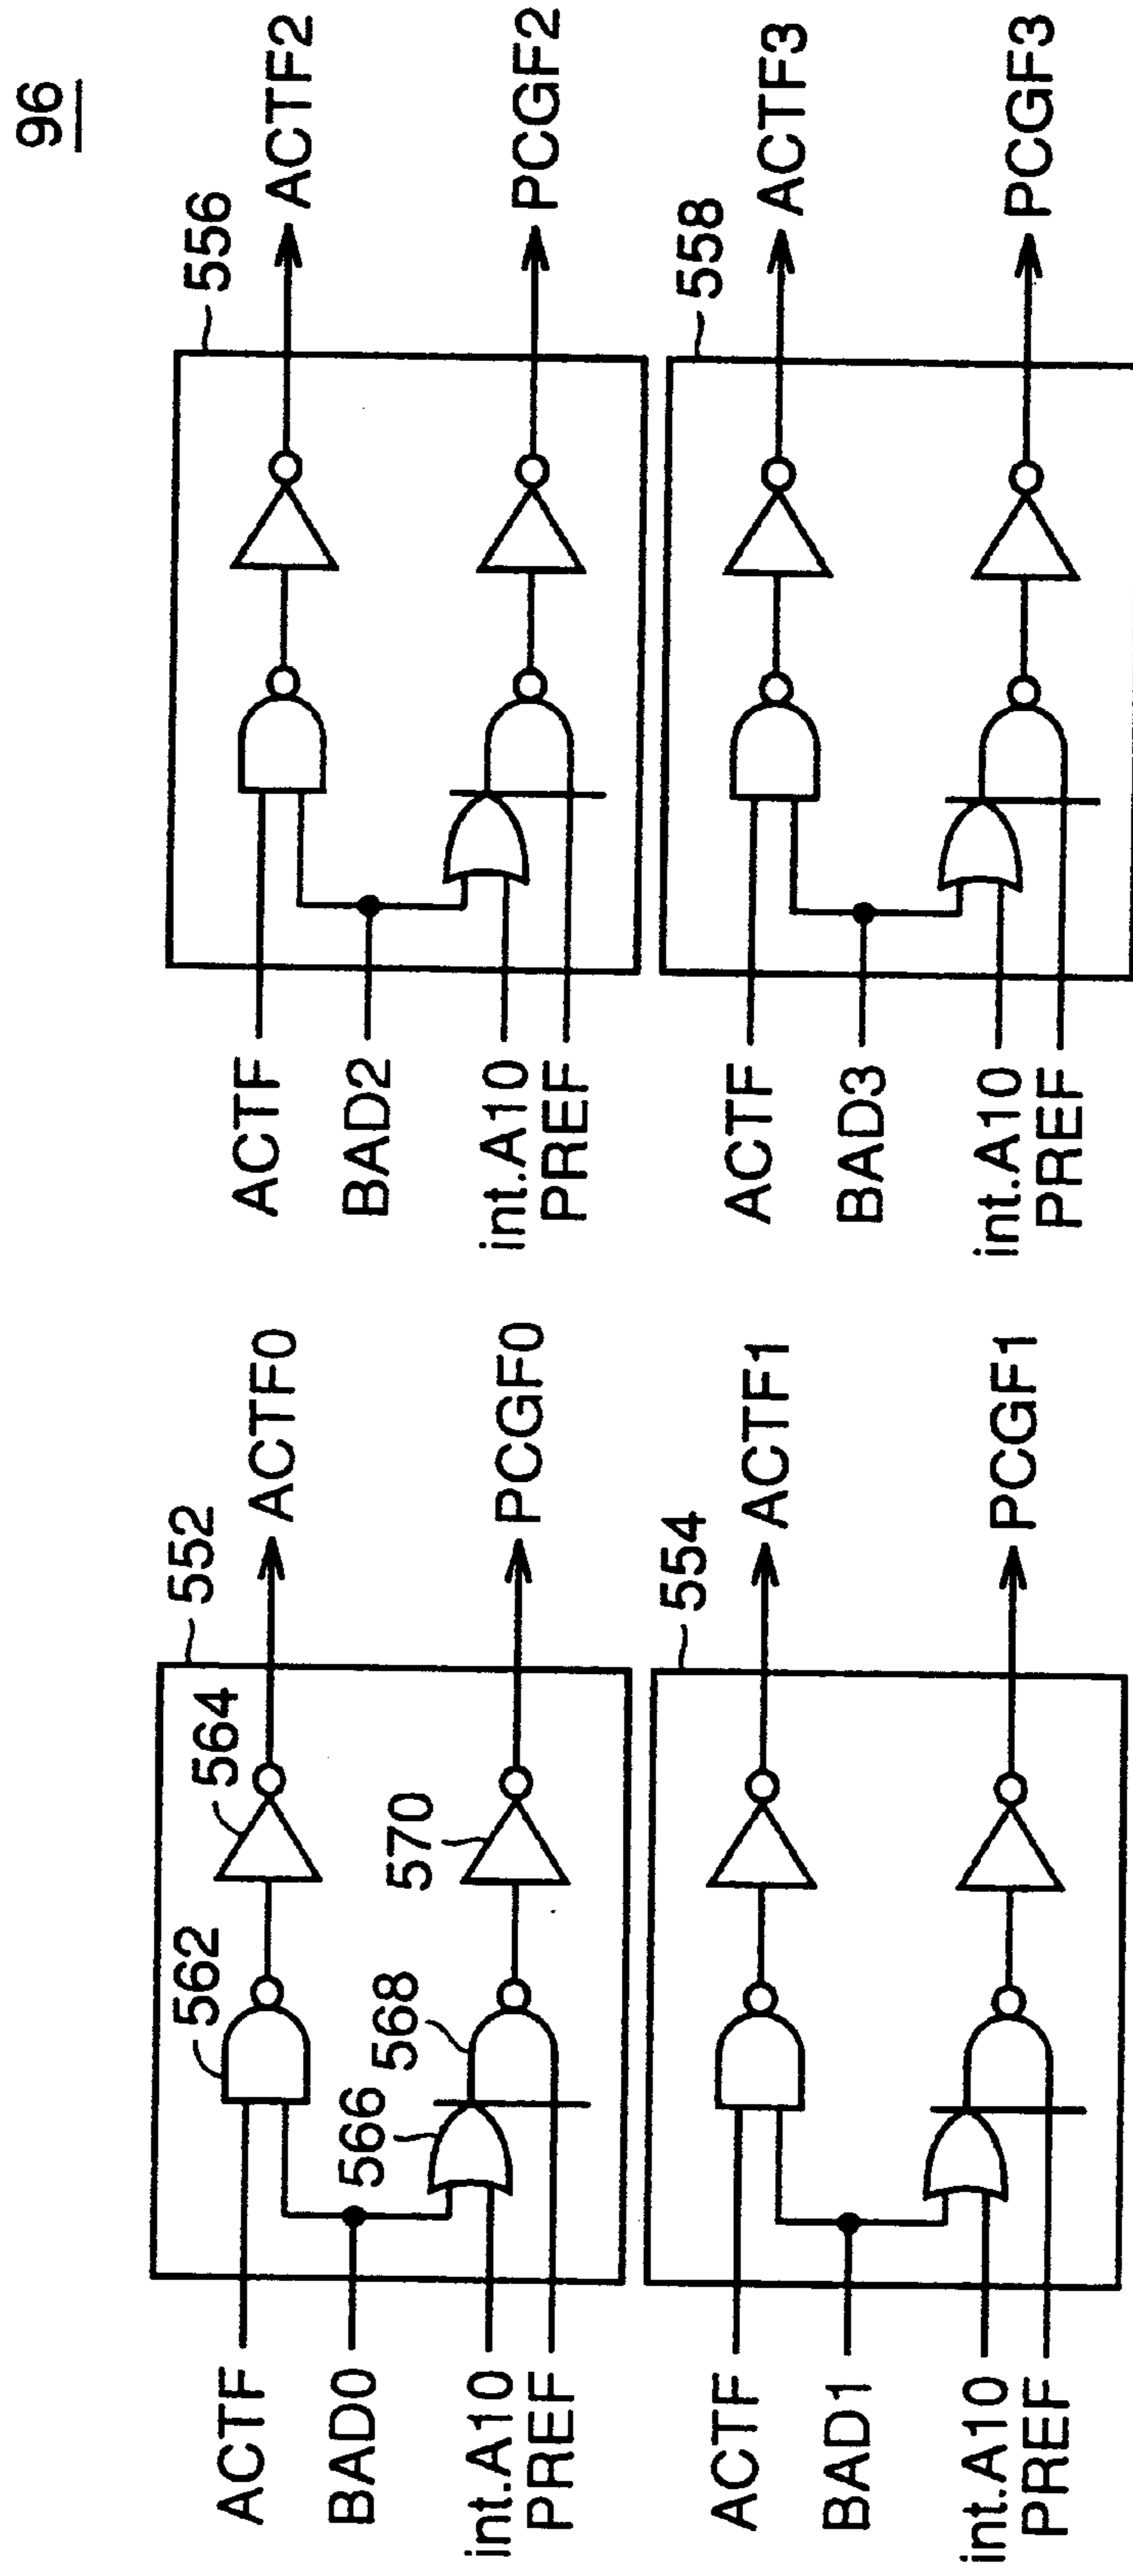 96
552
ACTF
562
564
ACTF0
BAD0
566
568
570
int.A10
PREF
PCGF0
556
ACTF
ACTF2
BAD2
int.A10
PREF
PCGF2
554
ACTF
ACTF1
BAD1
int.A10
PREF
PCGF1
558
ACTF
ACTF3
BAD3
int.A10
PREF
PCGF3